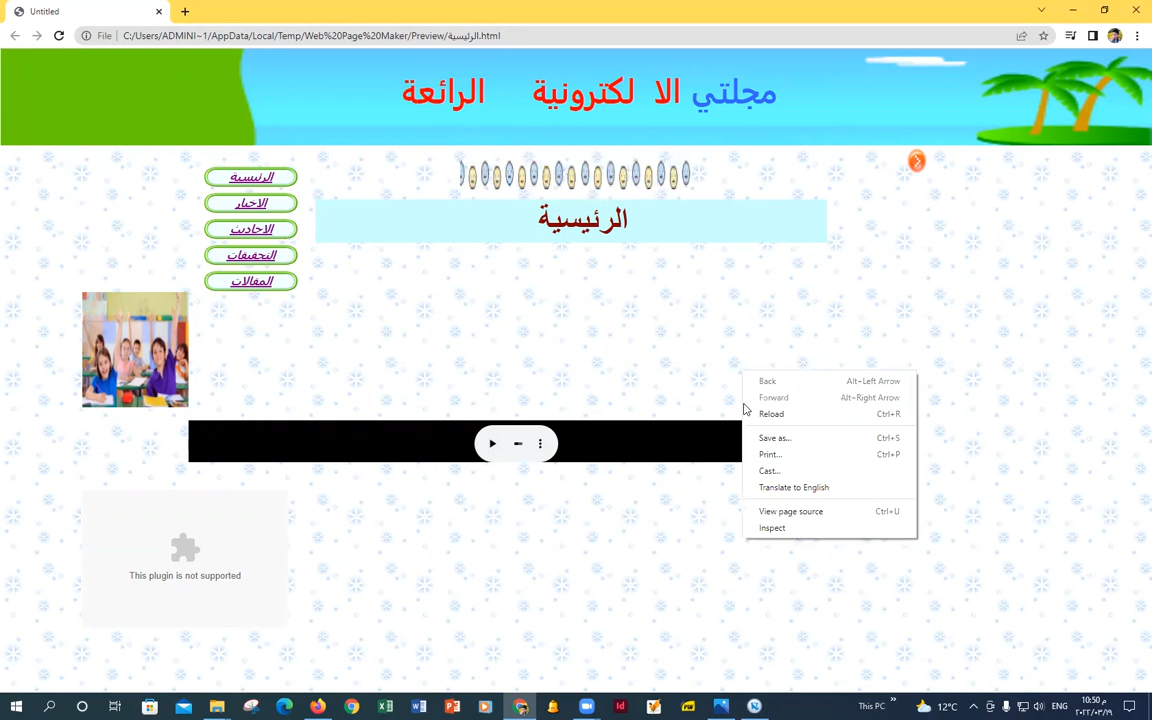 Untitled
File
C:/Users/ADMINI~1/AppData/Local/Temp/Web%20Page%20Maker/Preview/الرئيسية.html
مجلتي الا لكترونية الرائعة
الرئيسية
الاخبار
الاحاديث
التحقيقات
المقالات
الرئيسية
Back Alt+Left Arrow
Forward Alt+Right Arrow
Reload Ctrl+R
Save as... Ctrl+S
Print... Ctrl+P
Cast...
Translate to English
View page source Ctrl+U
Inspect
This plugin is not supported
This PC
12°C
ENG
10:50 م
٢٠٢٢/٠٣/١٩